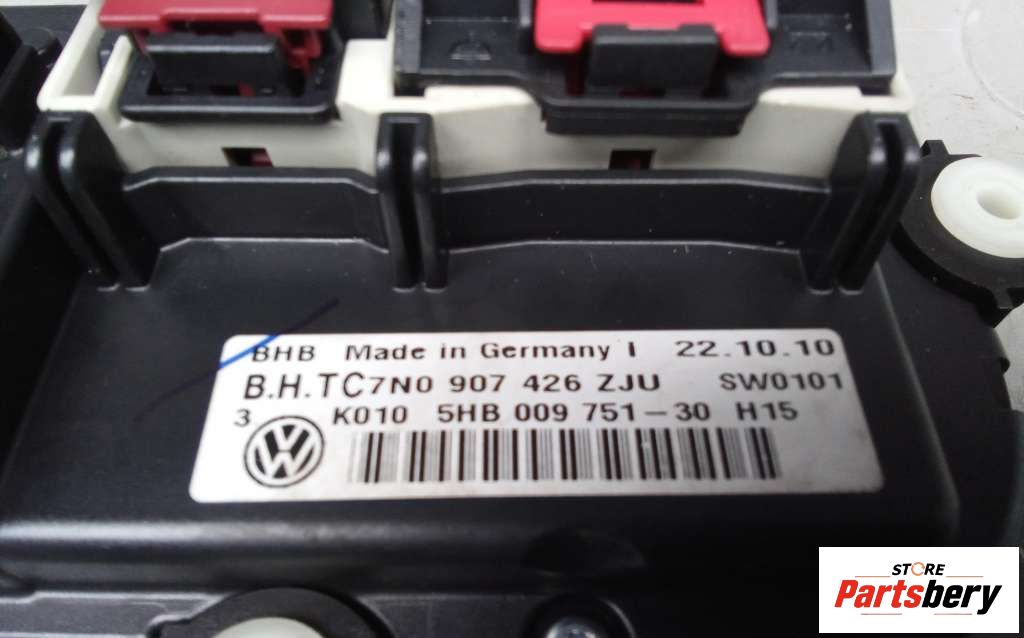 BHB Made in Germany I 22.10.10
B.H.TC7N0 907 426 ZJU SW0101
3 K010 5HB 009 751-30 H15
STORE
Partsbery